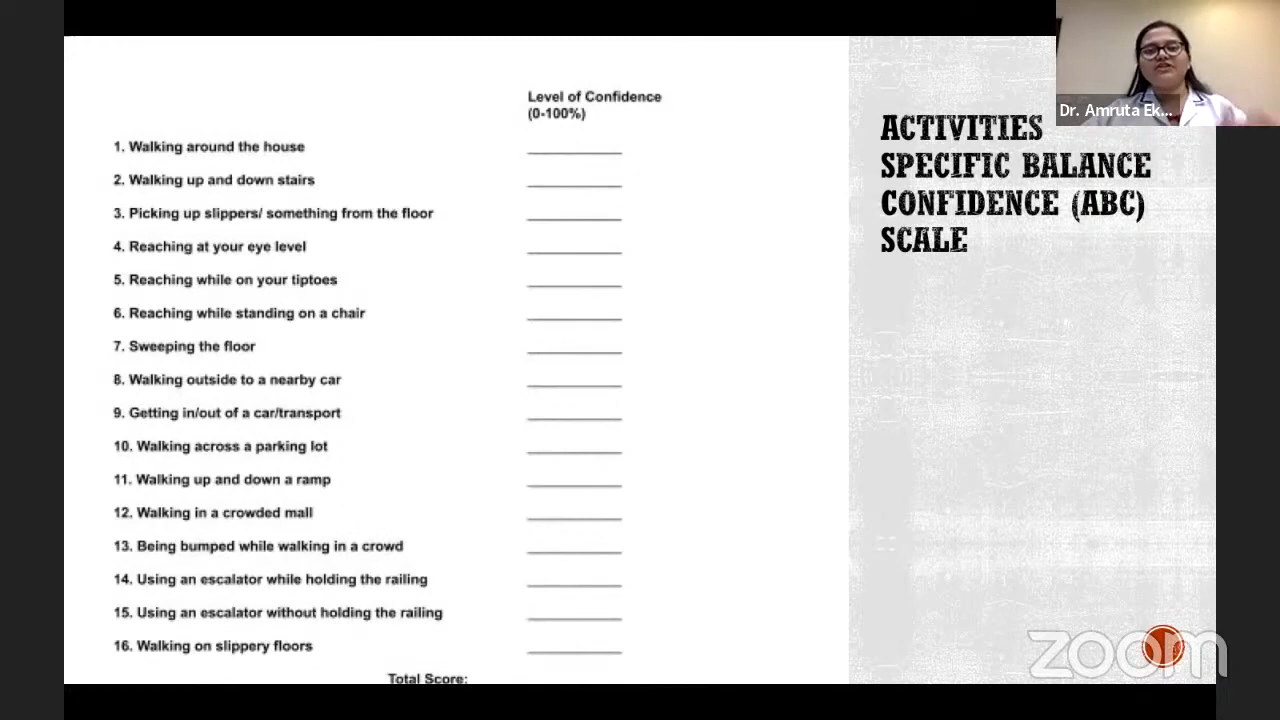 Level of Confidence
(0-100%)
1. Walking around the house
2. Walking up and down stairs
3. Picking up slippers/ something from the floor
4. Reaching at your eye level
5. Reaching while on your tiptoes
6. Reaching while standing on a chair
7. Sweeping the floor
8. Walking outside to a nearby car
9. Getting in/out of a car/transport
10. Walking across a parking lot
11. Walking up and down a ramp
12. Walking in a crowded mall
13. Being bumped while walking in a crowd
14. Using an escalator while holding the railing
15. Using an escalator without holding the railing
16. Walking on slippery floors
Total Score:
ACTIVITIES
SPECIFIC BALANCE
CONFIDENCE (ABC)
SCALE
Dr. Amruta Ek...
zoom